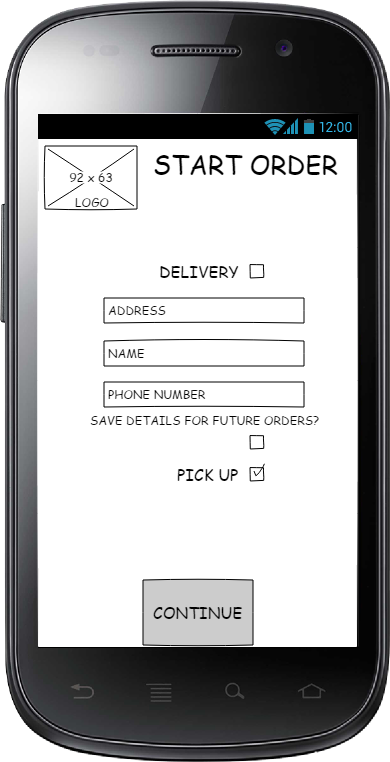 12:00
92 x 63
LOGO
START ORDER
DELIVERY
ADDRESS
NAME
PHONE NUMBER
SAVE DETAILS FOR FUTURE ORDERS?
PICK UP
CONTINUE